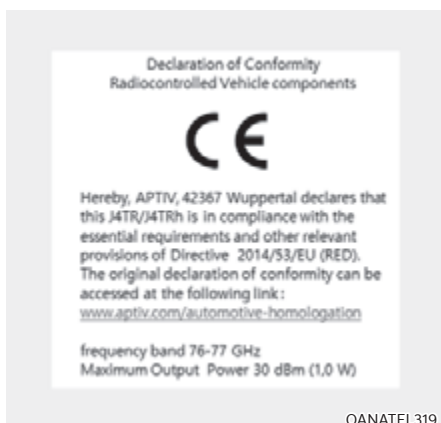 Declaration of Conformity
Radiocontrolled Vehicle components
CE
Hereby, APTIV, 42367 Wuppertal declares that
this J4TR/J4TRh is in compliance with the
essential requirements and other relevant
provisions of Directive 2014/53/EU (RED).
The original declaration of conformity can be
accessed at the following link :
www.aptiv.com/automotive-homologation
frequency band 76-77 GHz
Maximum Output Power 30 dBm (1,0 W)
OANATEL319